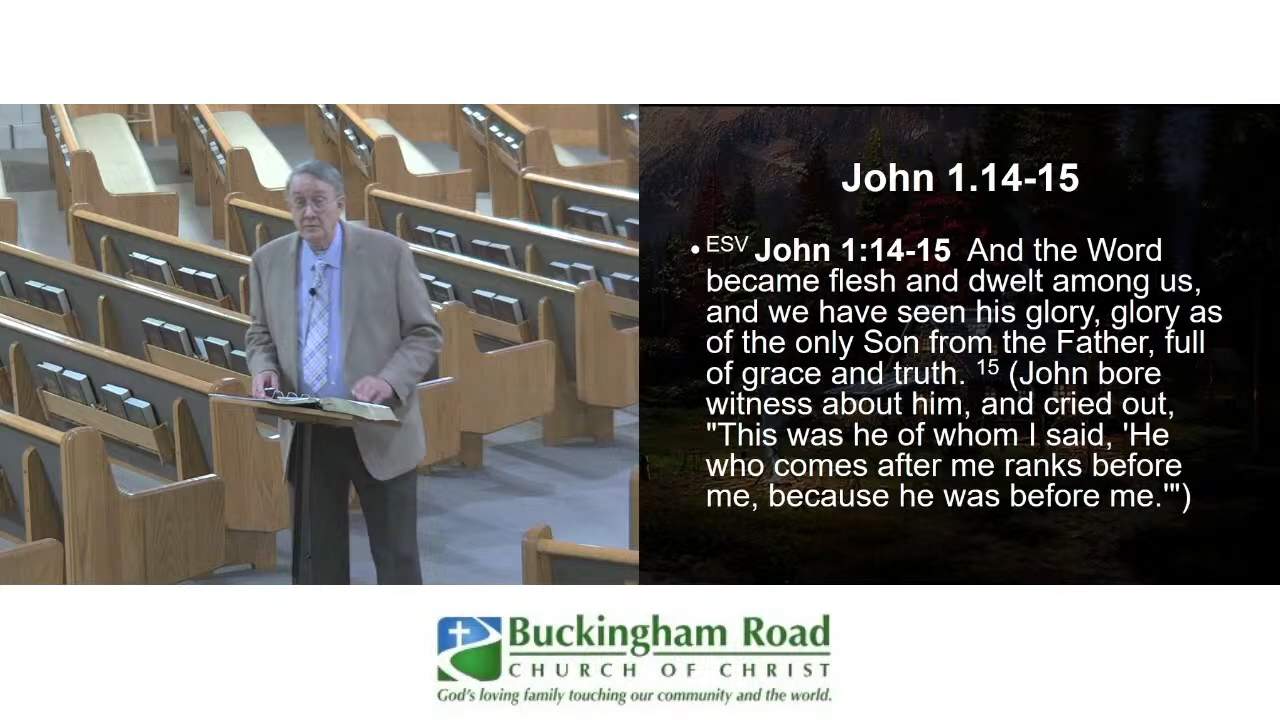 John 1.14-15
• ESV John 1:14-15 And the Word
became flesh and dwelt among us,
and we have seen his glory, glory as
of the only Son from the Father, full
of grace and truth. 15 (John bore
witness about him, and cried out,
"This was he of whom I said, 'He
who comes after me ranks before
me, because he was before me.'")
Buckingham Road
CHURCH OF CHRIST
God's loving family touching our community and the world.